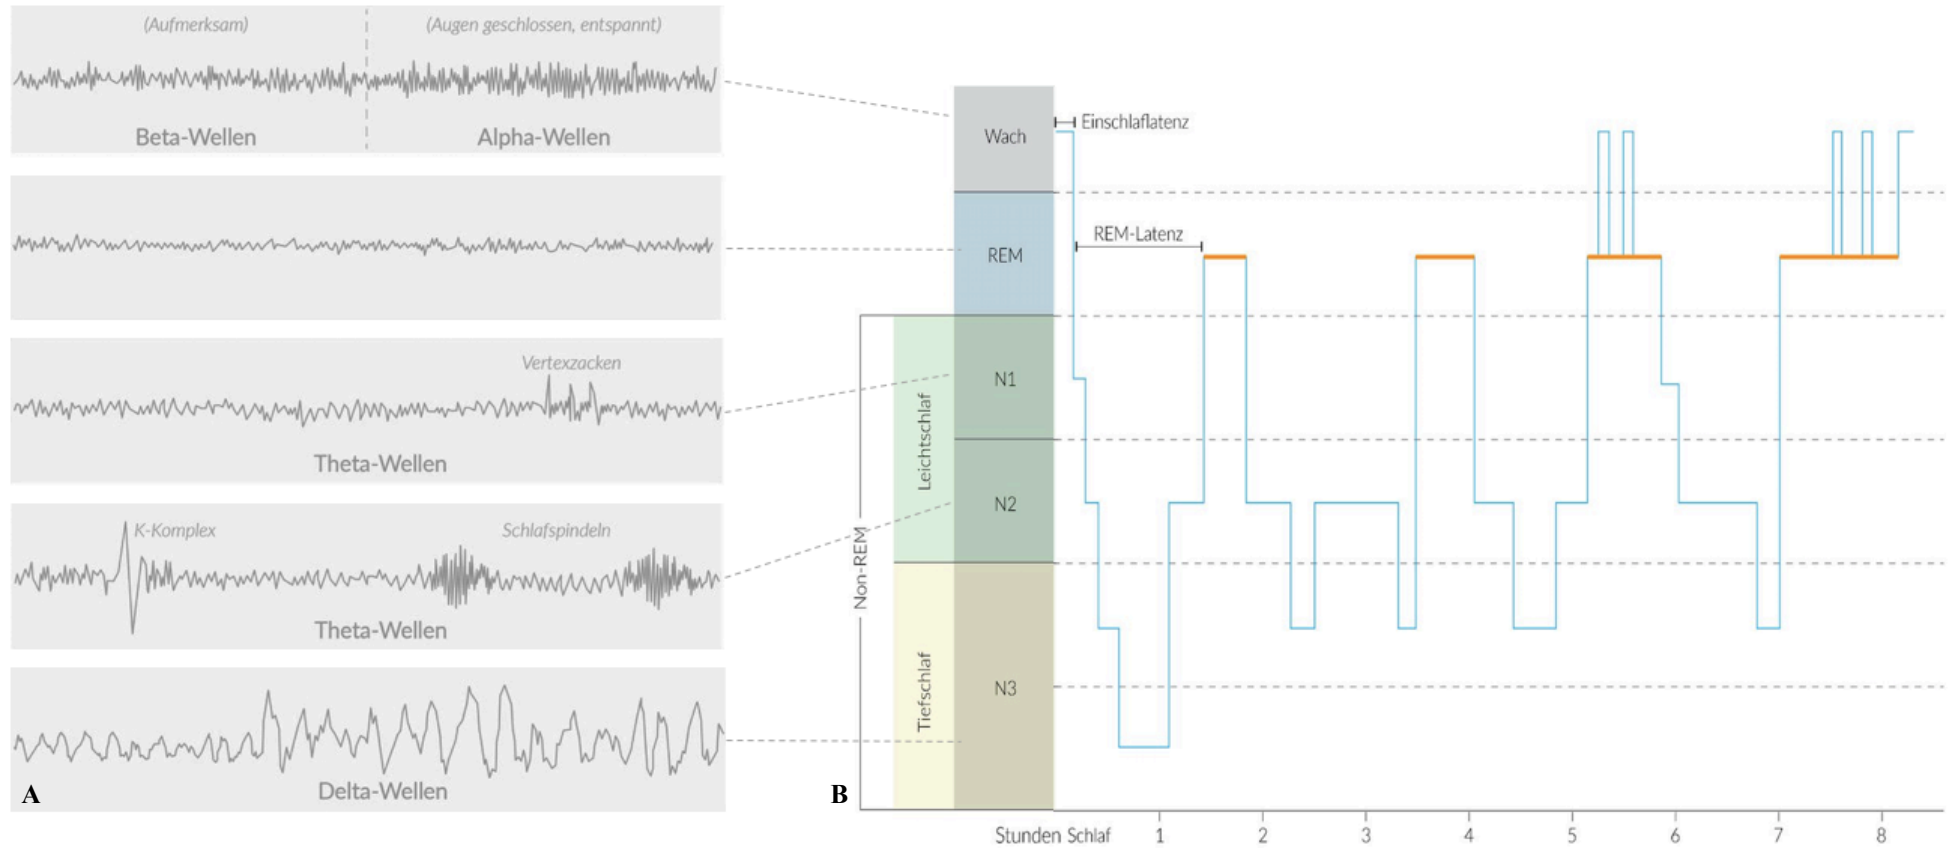 (Aufmerksam)
(Augen geschlossen, entspannt)
Beta-Wellen
Alpha-Wellen
Vertexzacken
Theta-Wellen
K-Komplex
Schlafspindeln
Theta-Wellen
Delta-Wellen
A
Wach
REM
N1
N2
N3
Leichtschlaf
Tiefschlaf
Non-REM
B
Einschlaflatenz
REM-Latenz
Stunden Schlaf 1 2 3 4 5 6 7 8